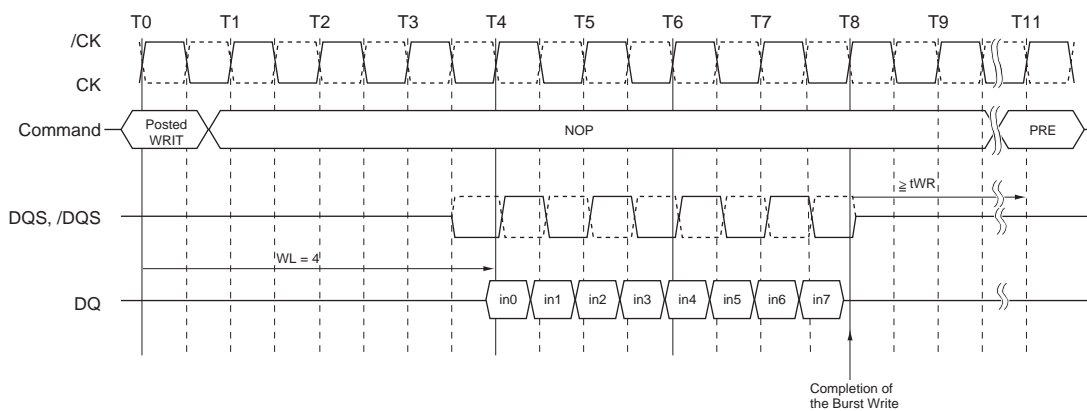 T0 T1 T2 T3 T4 T5 T6 T7 T8 T9 T11
/CK
CK
Command
Posted
WRIT
NOP
PRE
≧ tWR
DQS, /DQS
WL = 4
DQ
in0 in1 in2 in3 in4 in5 in6 in7
Completion of
the Burst Write